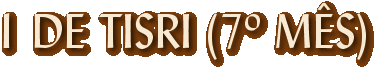 I DE TISRI (7º MÊS)